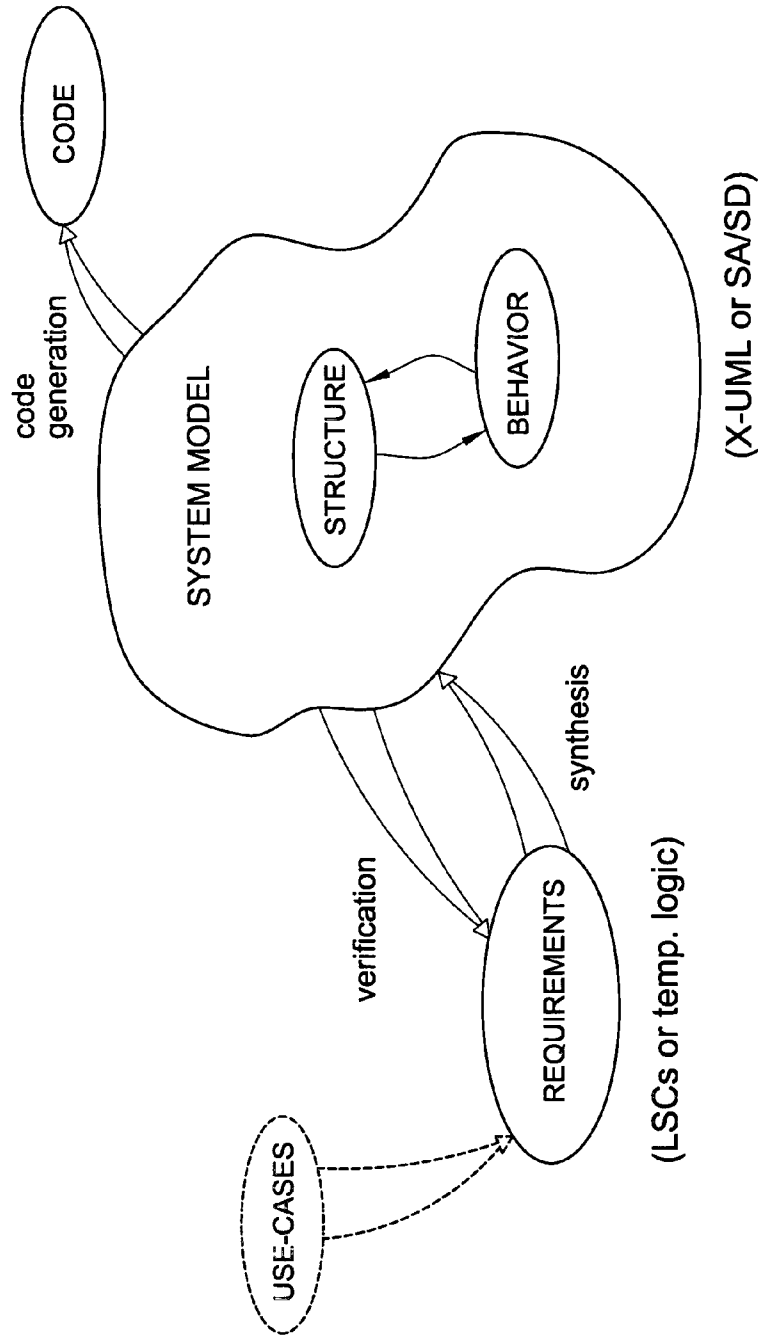 USE-CASES
REQUIREMENTS
(LSCs or temp. logic)
verification
synthesis
SYSTEM MODEL
STRUCTURE
BEHAVIOR
(X-UML or SA/SD)
code
generation
CODE